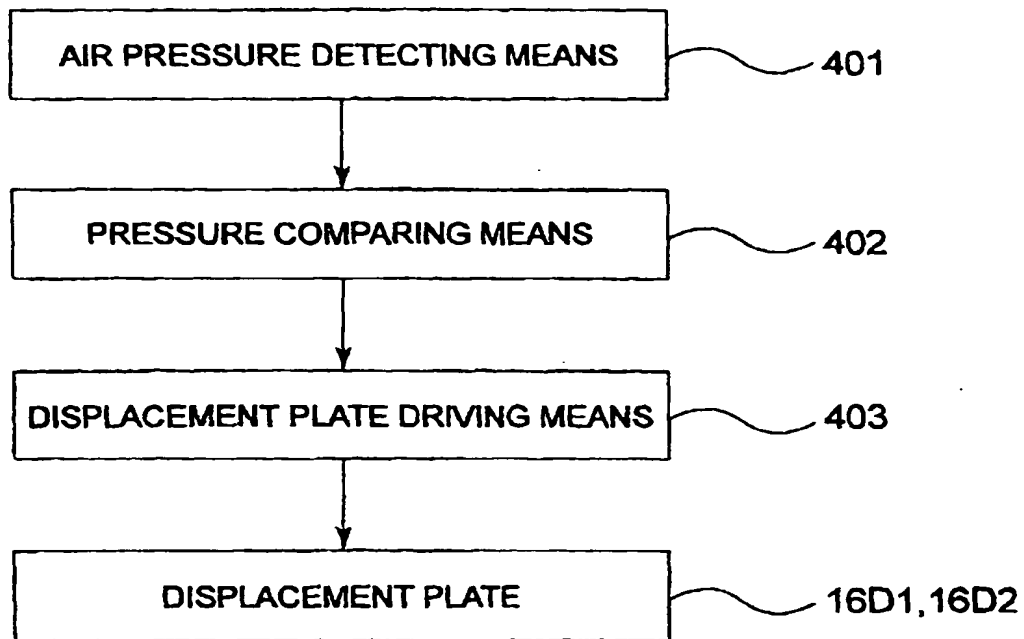 AIR PRESSURE DETECTING MEANS 401
PRESSURE COMPARING MEANS 402
DISPLACEMENT PLATE DRIVING MEANS 403
DISPLACEMENT PLATE 16D1,16D2